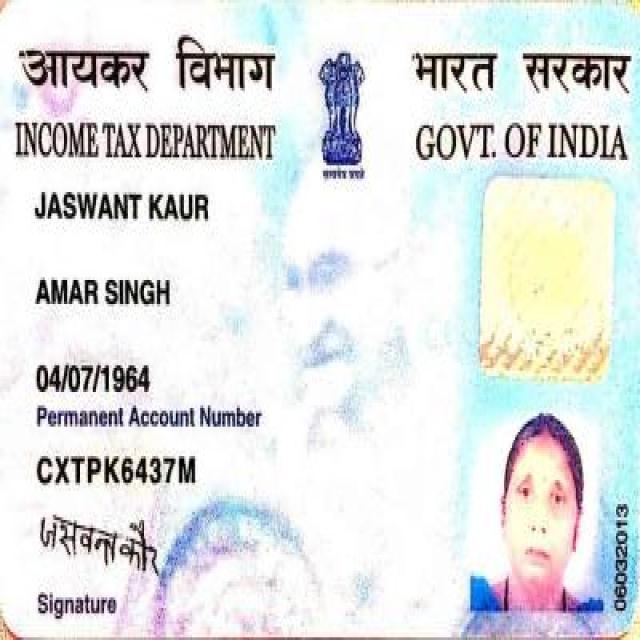 आयकर विभाग
INCOME TAX DEPARTMENT
भारत सरकार
GOVT. OF INDIA
सत्यमेव जयते
JASWANT KAUR
AMAR SINGH
04/07/1964
Permanent Account Number
CXTPK6437M
जसवन्त कौर
Signature
06032013